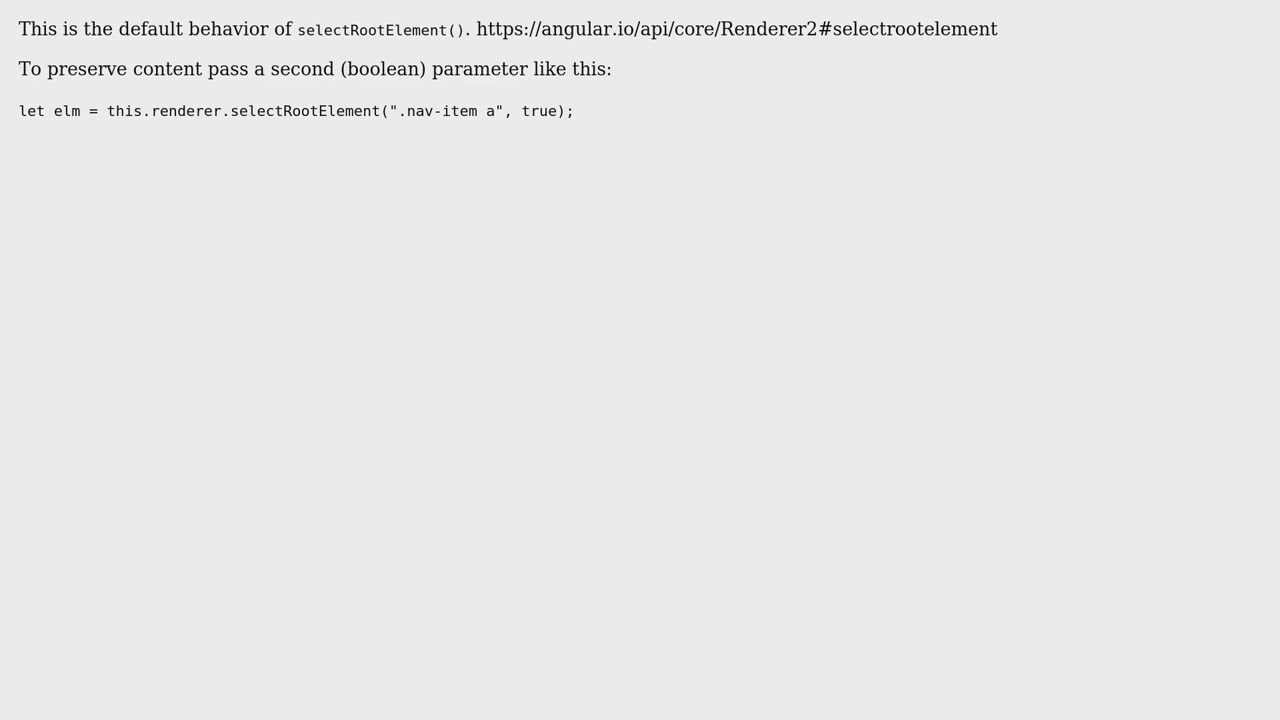 This is the default behavior of selectRootElement(). https://angular.io/api/core/Renderer2#selectrootelement
To preserve content pass a second (boolean) parameter like this:
let elm = this.renderer.selectRootElement(".nav-item a", true);